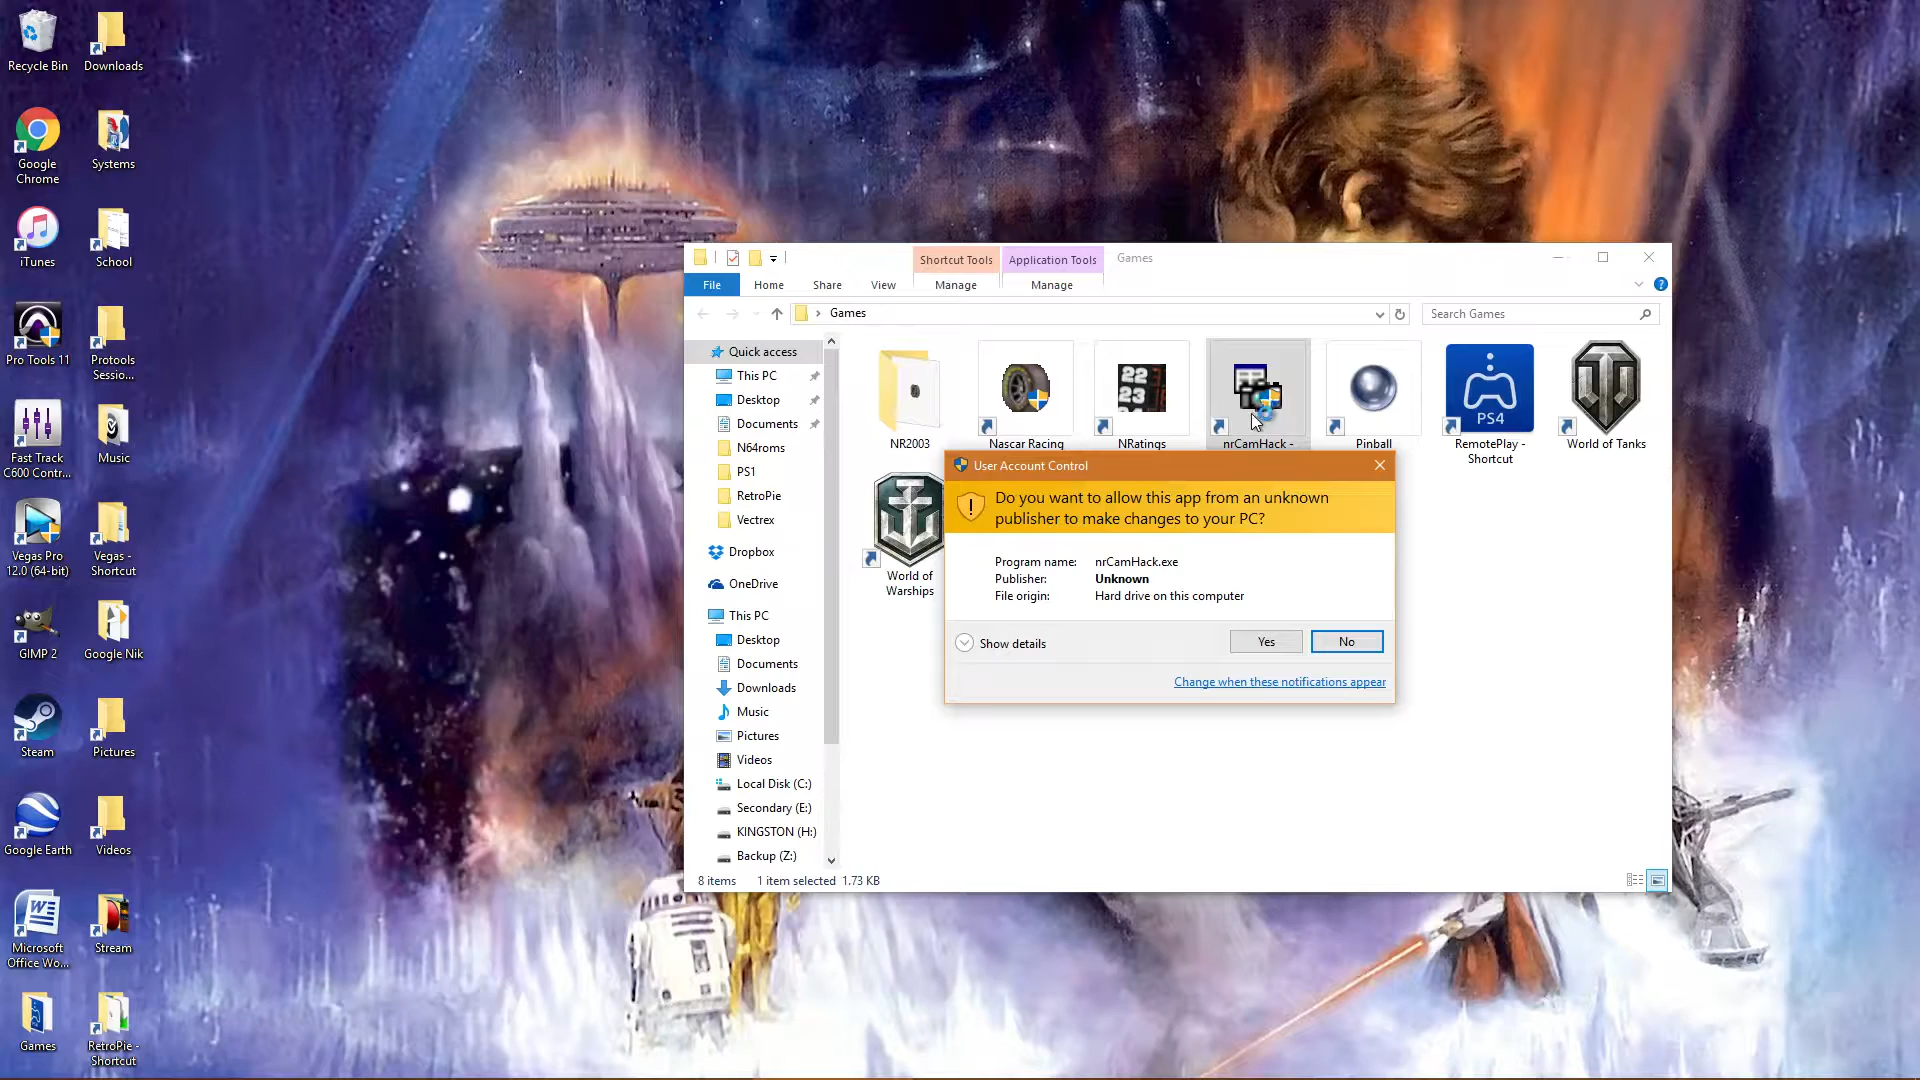 Recycle Bin
Downloads
Google
Chrome
Systems
iTunes
School
Pro Tools 11
Protools
Sessio...
Fast Track
C600 Contr...
Music
Vegas Pro
12.0 (64-bit)
Vegas -
Shortcut
GIMP 2
Google Nik
Steam
Pictures
Google Earth
Videos
Microsoft
Office Wo...
Stream
Games
RetroPie -
Shortcut
Shortcut Tools
Application Tools
Games
File
Home
Share
View
Manage
Manage
Games
Search Games
Quick access
This PC
Desktop
Documents
N64roms
PS1
RetroPie
Vectrex
Dropbox
OneDrive
This PC
Desktop
Documents
Downloads
Music
Pictures
Videos
Local Disk (C:)
Secondary (E:)
KINGSTON (H:)
Backup (Z:)
NR2003
Nascar Racing
22
23
NRatings
nrCamHack -
Pinball
PS4
RemotePlay -
Shortcut
World of Tanks
World of
Warships
User Account Control
Do you want to allow this app from an unknown
publisher to make changes to your PC?
Program name: nrCamHack.exe
Publisher: Unknown
File origin: Hard drive on this computer
Show details
Yes
No
Change when these notifications appear
8 items
1 item selected 1.73 KB